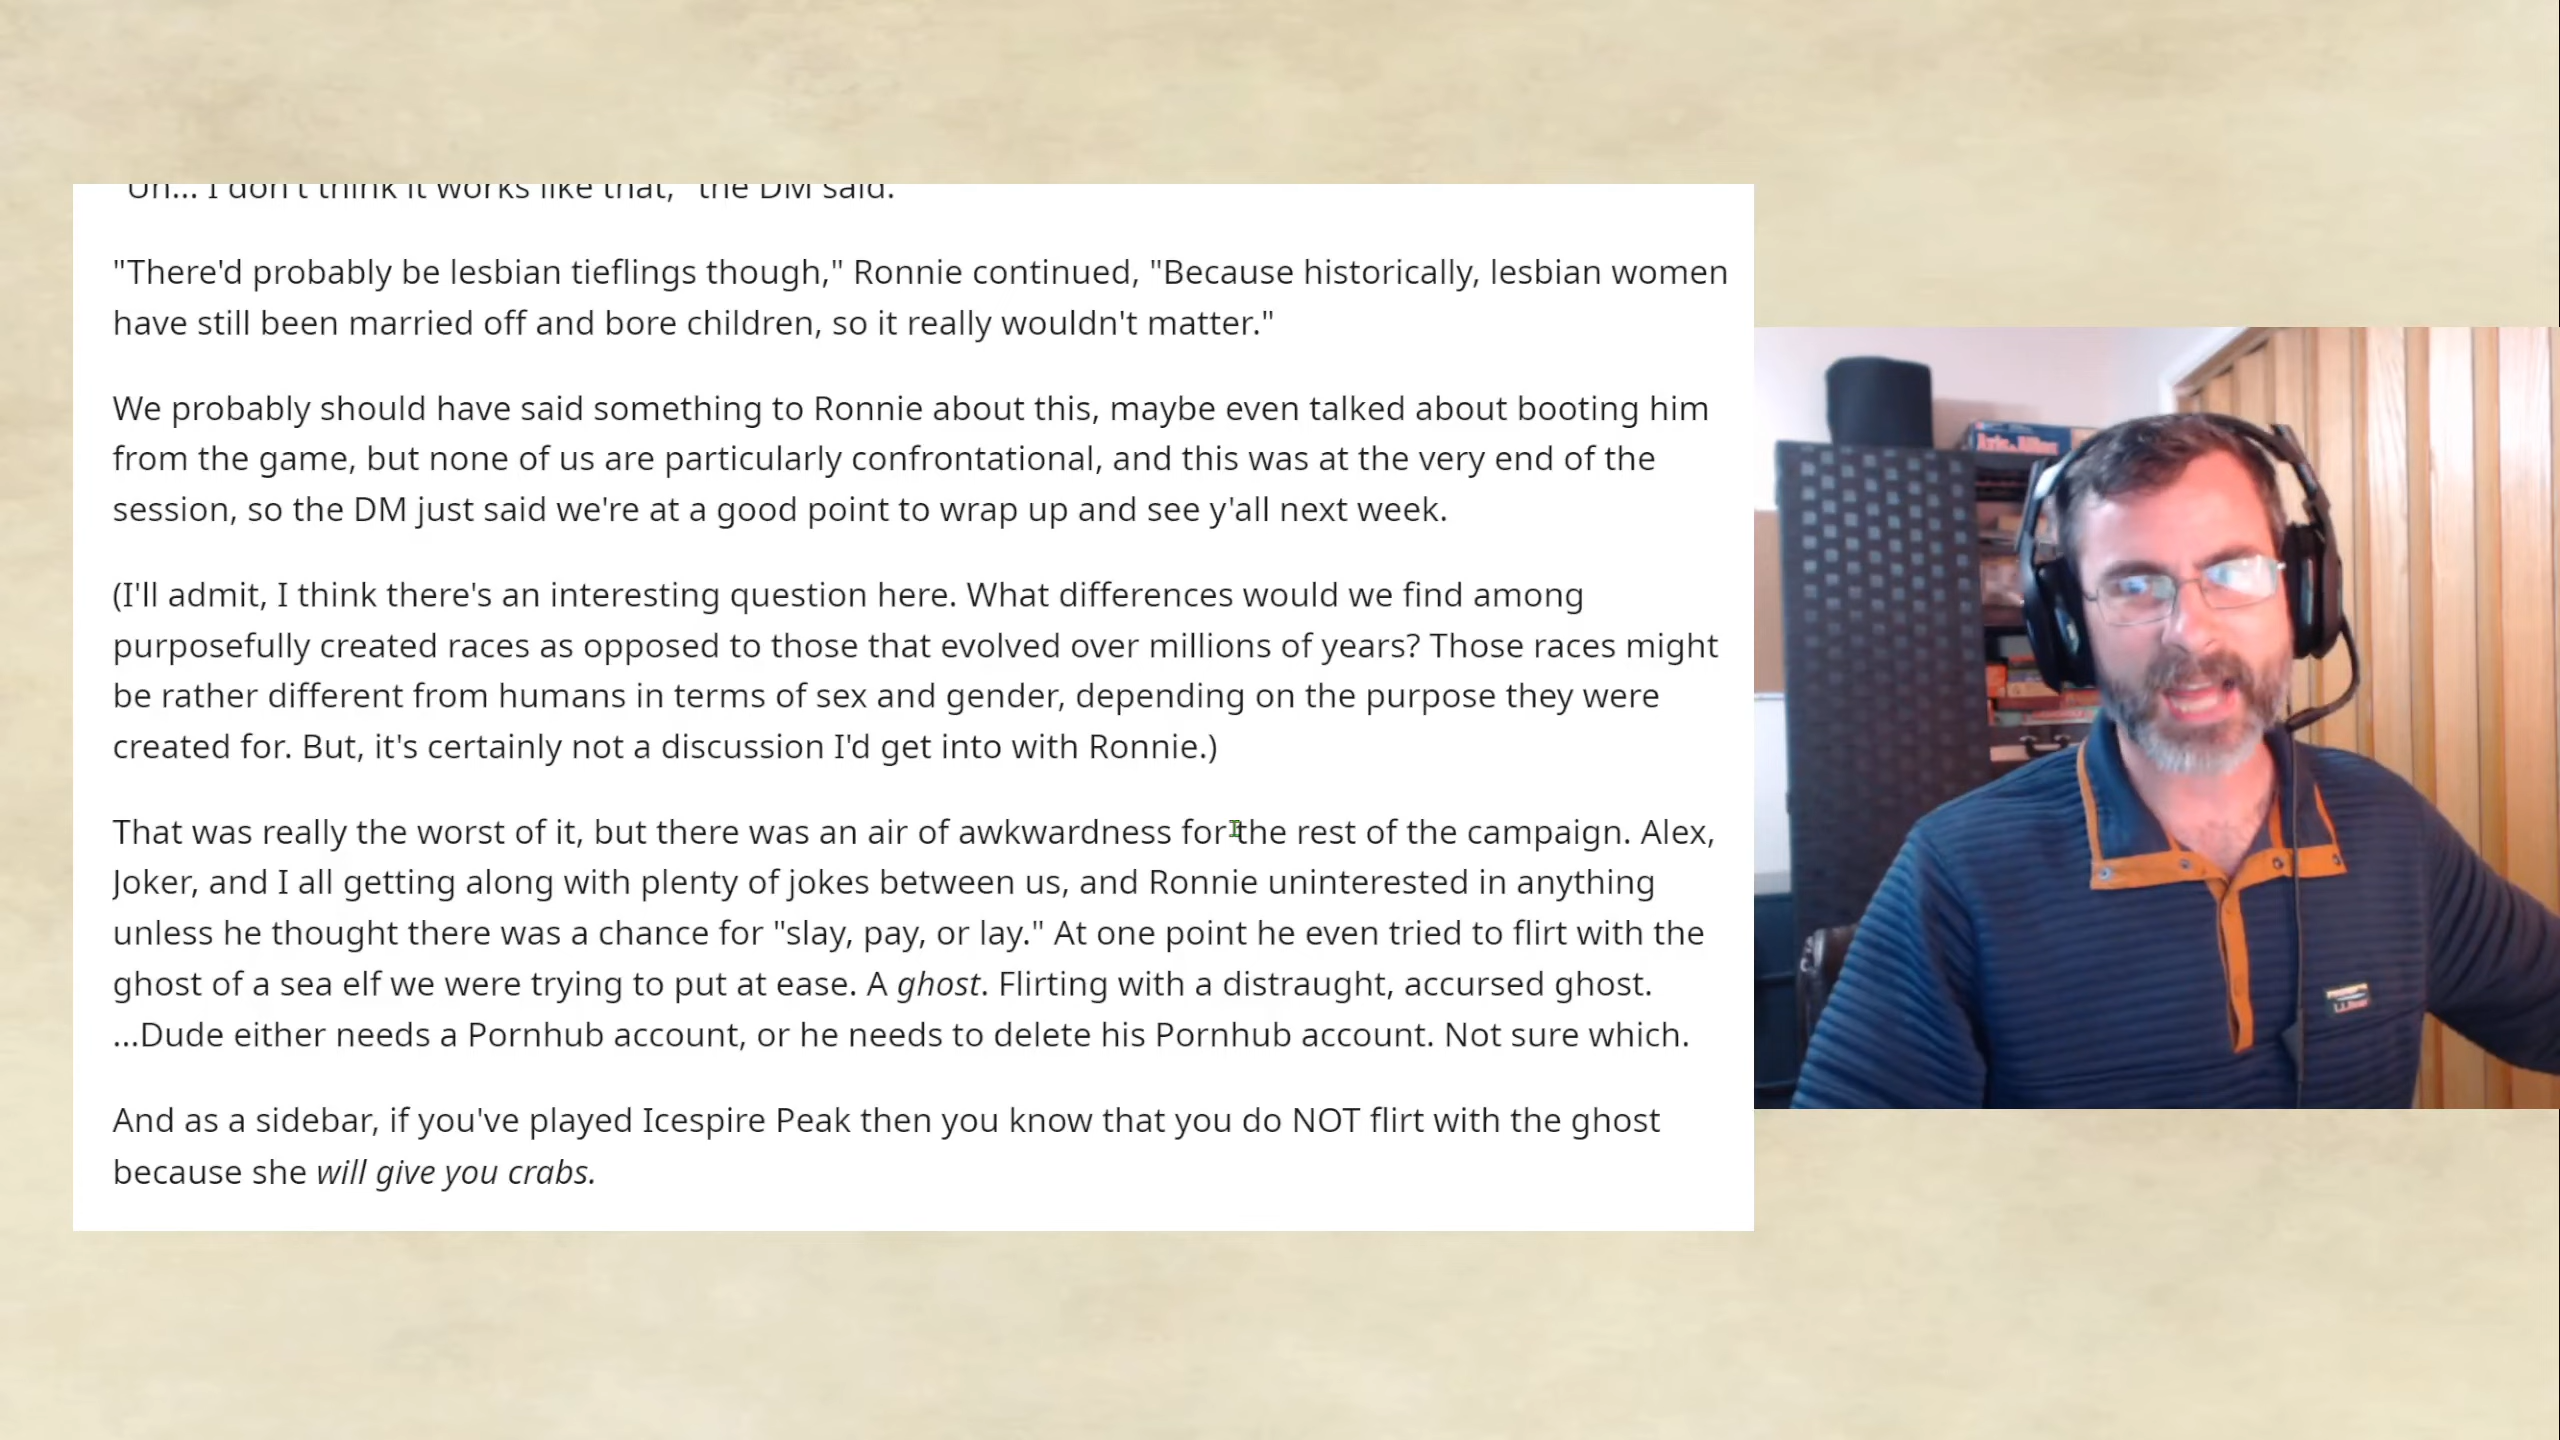 "Uh... I don't think it works like that," the DM said.
"There'd probably be lesbian tieflings though," Ronnie continued, "Because historically, lesbian women
have still been married off and bore children, so it really wouldn't matter."
We probably should have said something to Ronnie about this, maybe even talked about booting him
from the game, but none of us are particularly confrontational, and this was at the very end of the
session, so the DM just said we're at a good point to wrap up and see y'all next week.
(I'll admit, I think there's an interesting question here. What differences would we find among
purposefully created races as opposed to those that evolved over millions of years? Those races might
be rather different from humans in terms of sex and gender, depending on the purpose they were
created for. But, it's certainly not a discussion I'd get into with Ronnie.)
That was really the worst of it, but there was an air of awkwardness for the rest of the campaign. Alex,
Joker, and I all getting along with plenty of jokes between us, and Ronnie uninterested in anything
unless he thought there was a chance for "slay, pay, or lay." At one point he even tried to flirt with the
ghost of a sea elf we were trying to put at ease. A ghost. Flirting with a distraught, accursed ghost.
...Dude either needs a Pornhub account, or he needs to delete his Pornhub account. Not sure which.
And as a sidebar, if you've played Icespire Peak then you know that you do NOT flirt with the ghost
because she will give you crabs.
Axis & Allies
L.L.Bean